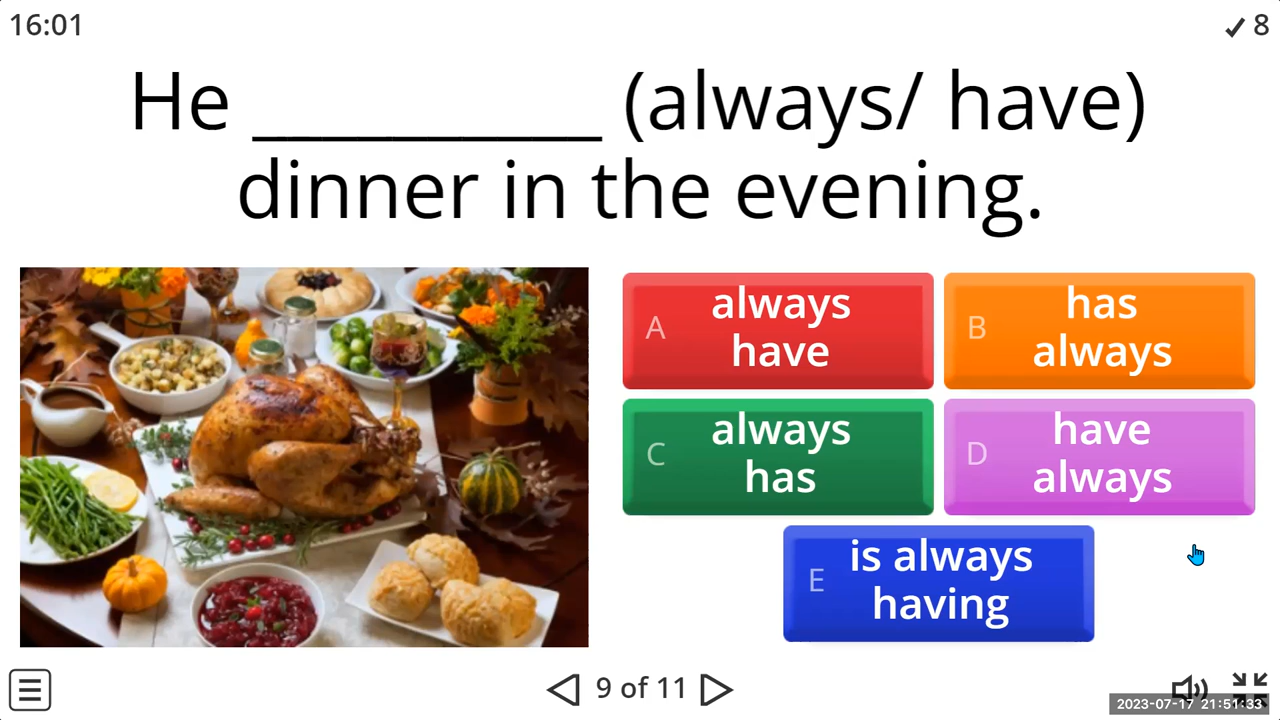 16:01
✓ 8
He __________ (always/ have)
dinner in the evening.
A
always
have
B
has
always
C
always
has
D
have
always
E
is always
having
9 of 11
2023-07-17 21:51:33